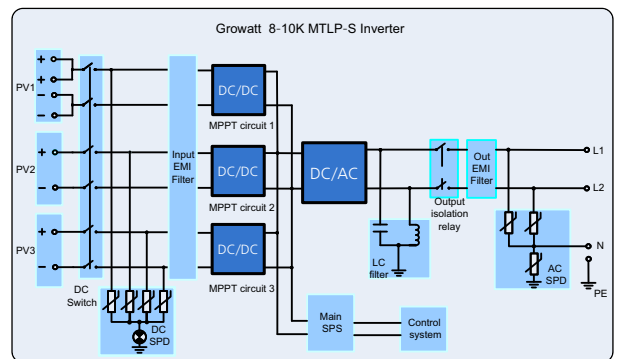 Growatt 8-10K MTLP-S Inverter
+
+
−
−
PV1
DC/DC
MPPT circuit 1
+
−
PV2
Input
EMI
Filter
DC/DC
MPPT circuit 2
DC/AC
Output
isolation
relay
Out
EMI
Filter
L1
L2
+
−
PV3
DC
Switch
DC/DC
MPPT circuit 3
LC
filter
N
AC
SPD
PE
DC
SPD
Main
SPS
Control
system